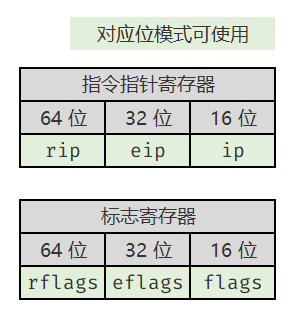 对应位模式可使用
指令指针寄存器
64 位 32 位 16 位
rip eip ip
标志寄存器
64 位 32 位 16 位
rflags eflags flags